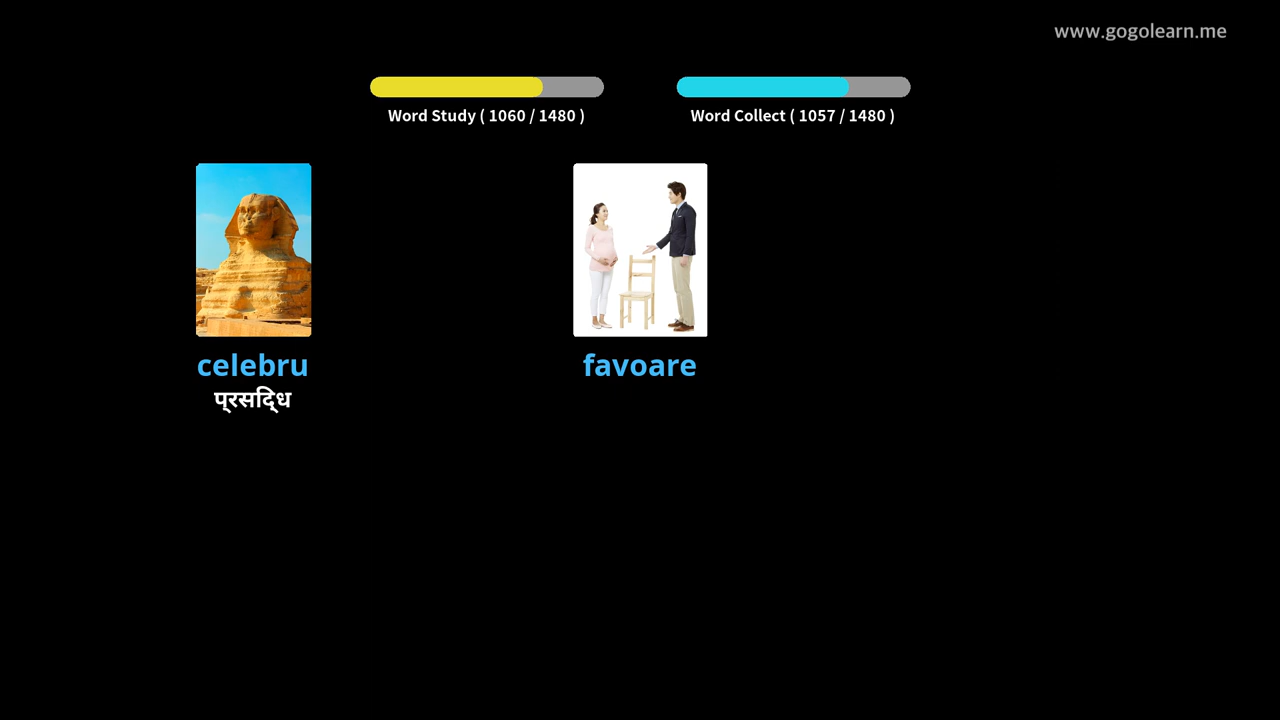 www.gogolearn.me
Word Study ( 1060 / 1480 )
Word Collect ( 1057 / 1480 )
celebru
प्रसिद्धि
favoare